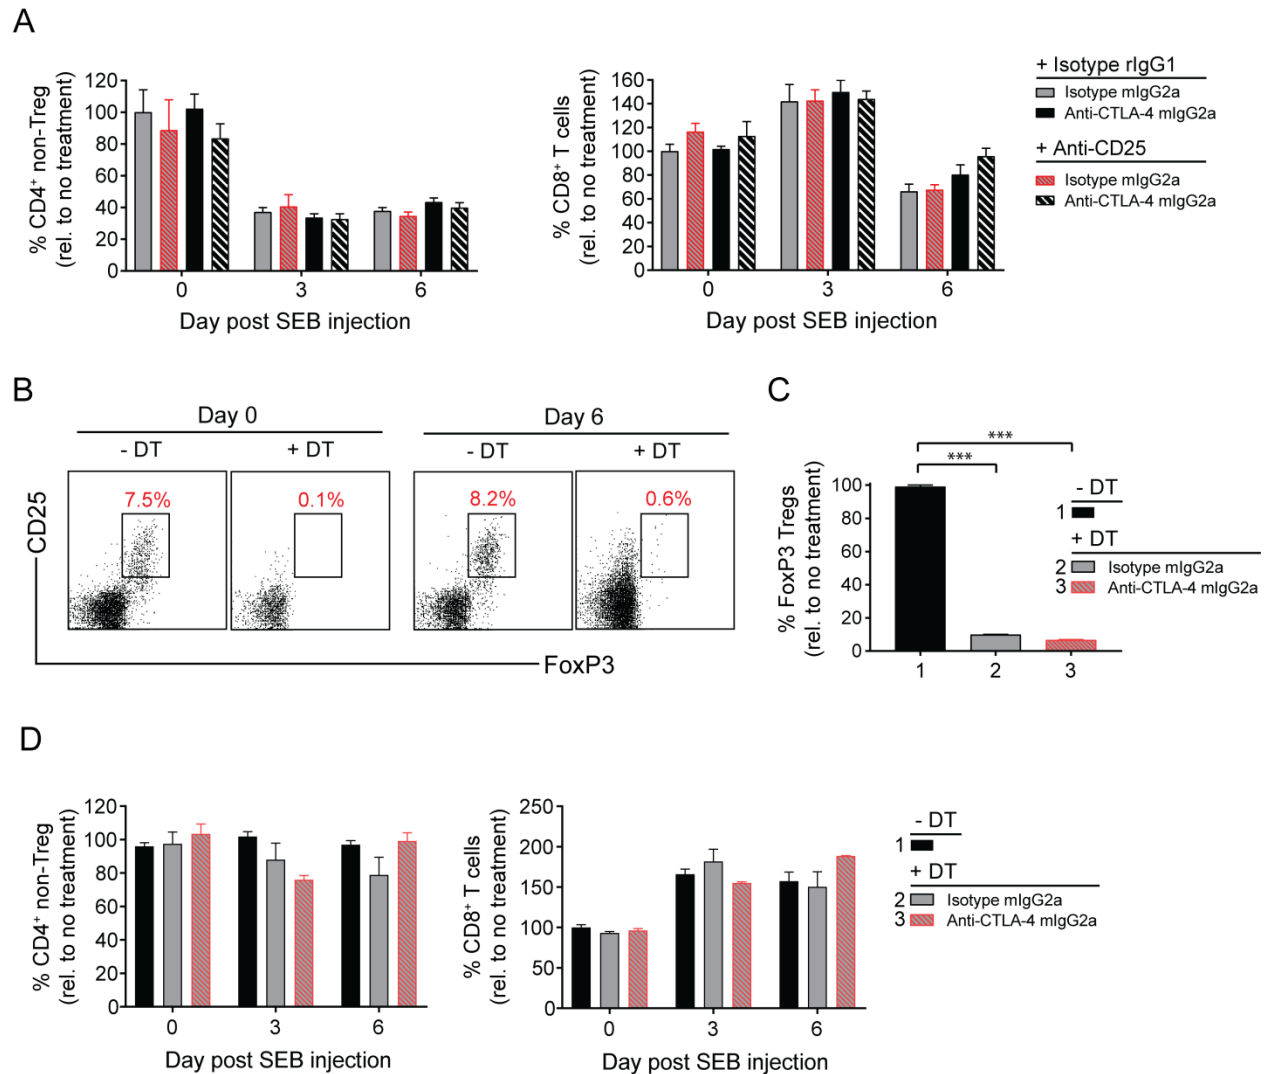 A
% CD4⁺ non-Treg
(rel. to no treatment)
120
100
80
60
40
20
0
0 3 6
Day post SEB injection
% CD8⁺ T cells
(rel. to no treatment)
160
140
120
100
80
60
40
20
0
0 3 6
Day post SEB injection
+ Isotype rIgG1
Isotype mIgG2a
Anti-CTLA-4 mIgG2a
+ Anti-CD25
Isotype mIgG2a
Anti-CTLA-4 mIgG2a
B
Day 0 Day 6
- DT + DT - DT + DT
7.5% 0.1% 8.2% 0.6%
CD25
FoxP3
C
***
***
% FoxP3 Tregs
(rel. to no treatment)
100
80
60
40
20
0
1 2 3
- DT
1
+ DT
2 Isotype mIgG2a
3 Anti-CTLA-4 mIgG2a
D
% CD4⁺ non-Treg
(rel. to no treatment)
120
100
80
60
40
20
0
0 3 6
Day post SEB injection
% CD8⁺ T cells
(rel. to no treatment)
250
200
150
100
50
0
0 3 6
Day post SEB injection
- DT
1
+ DT
2 Isotype mIgG2a
3 Anti-CTLA-4 mIgG2a